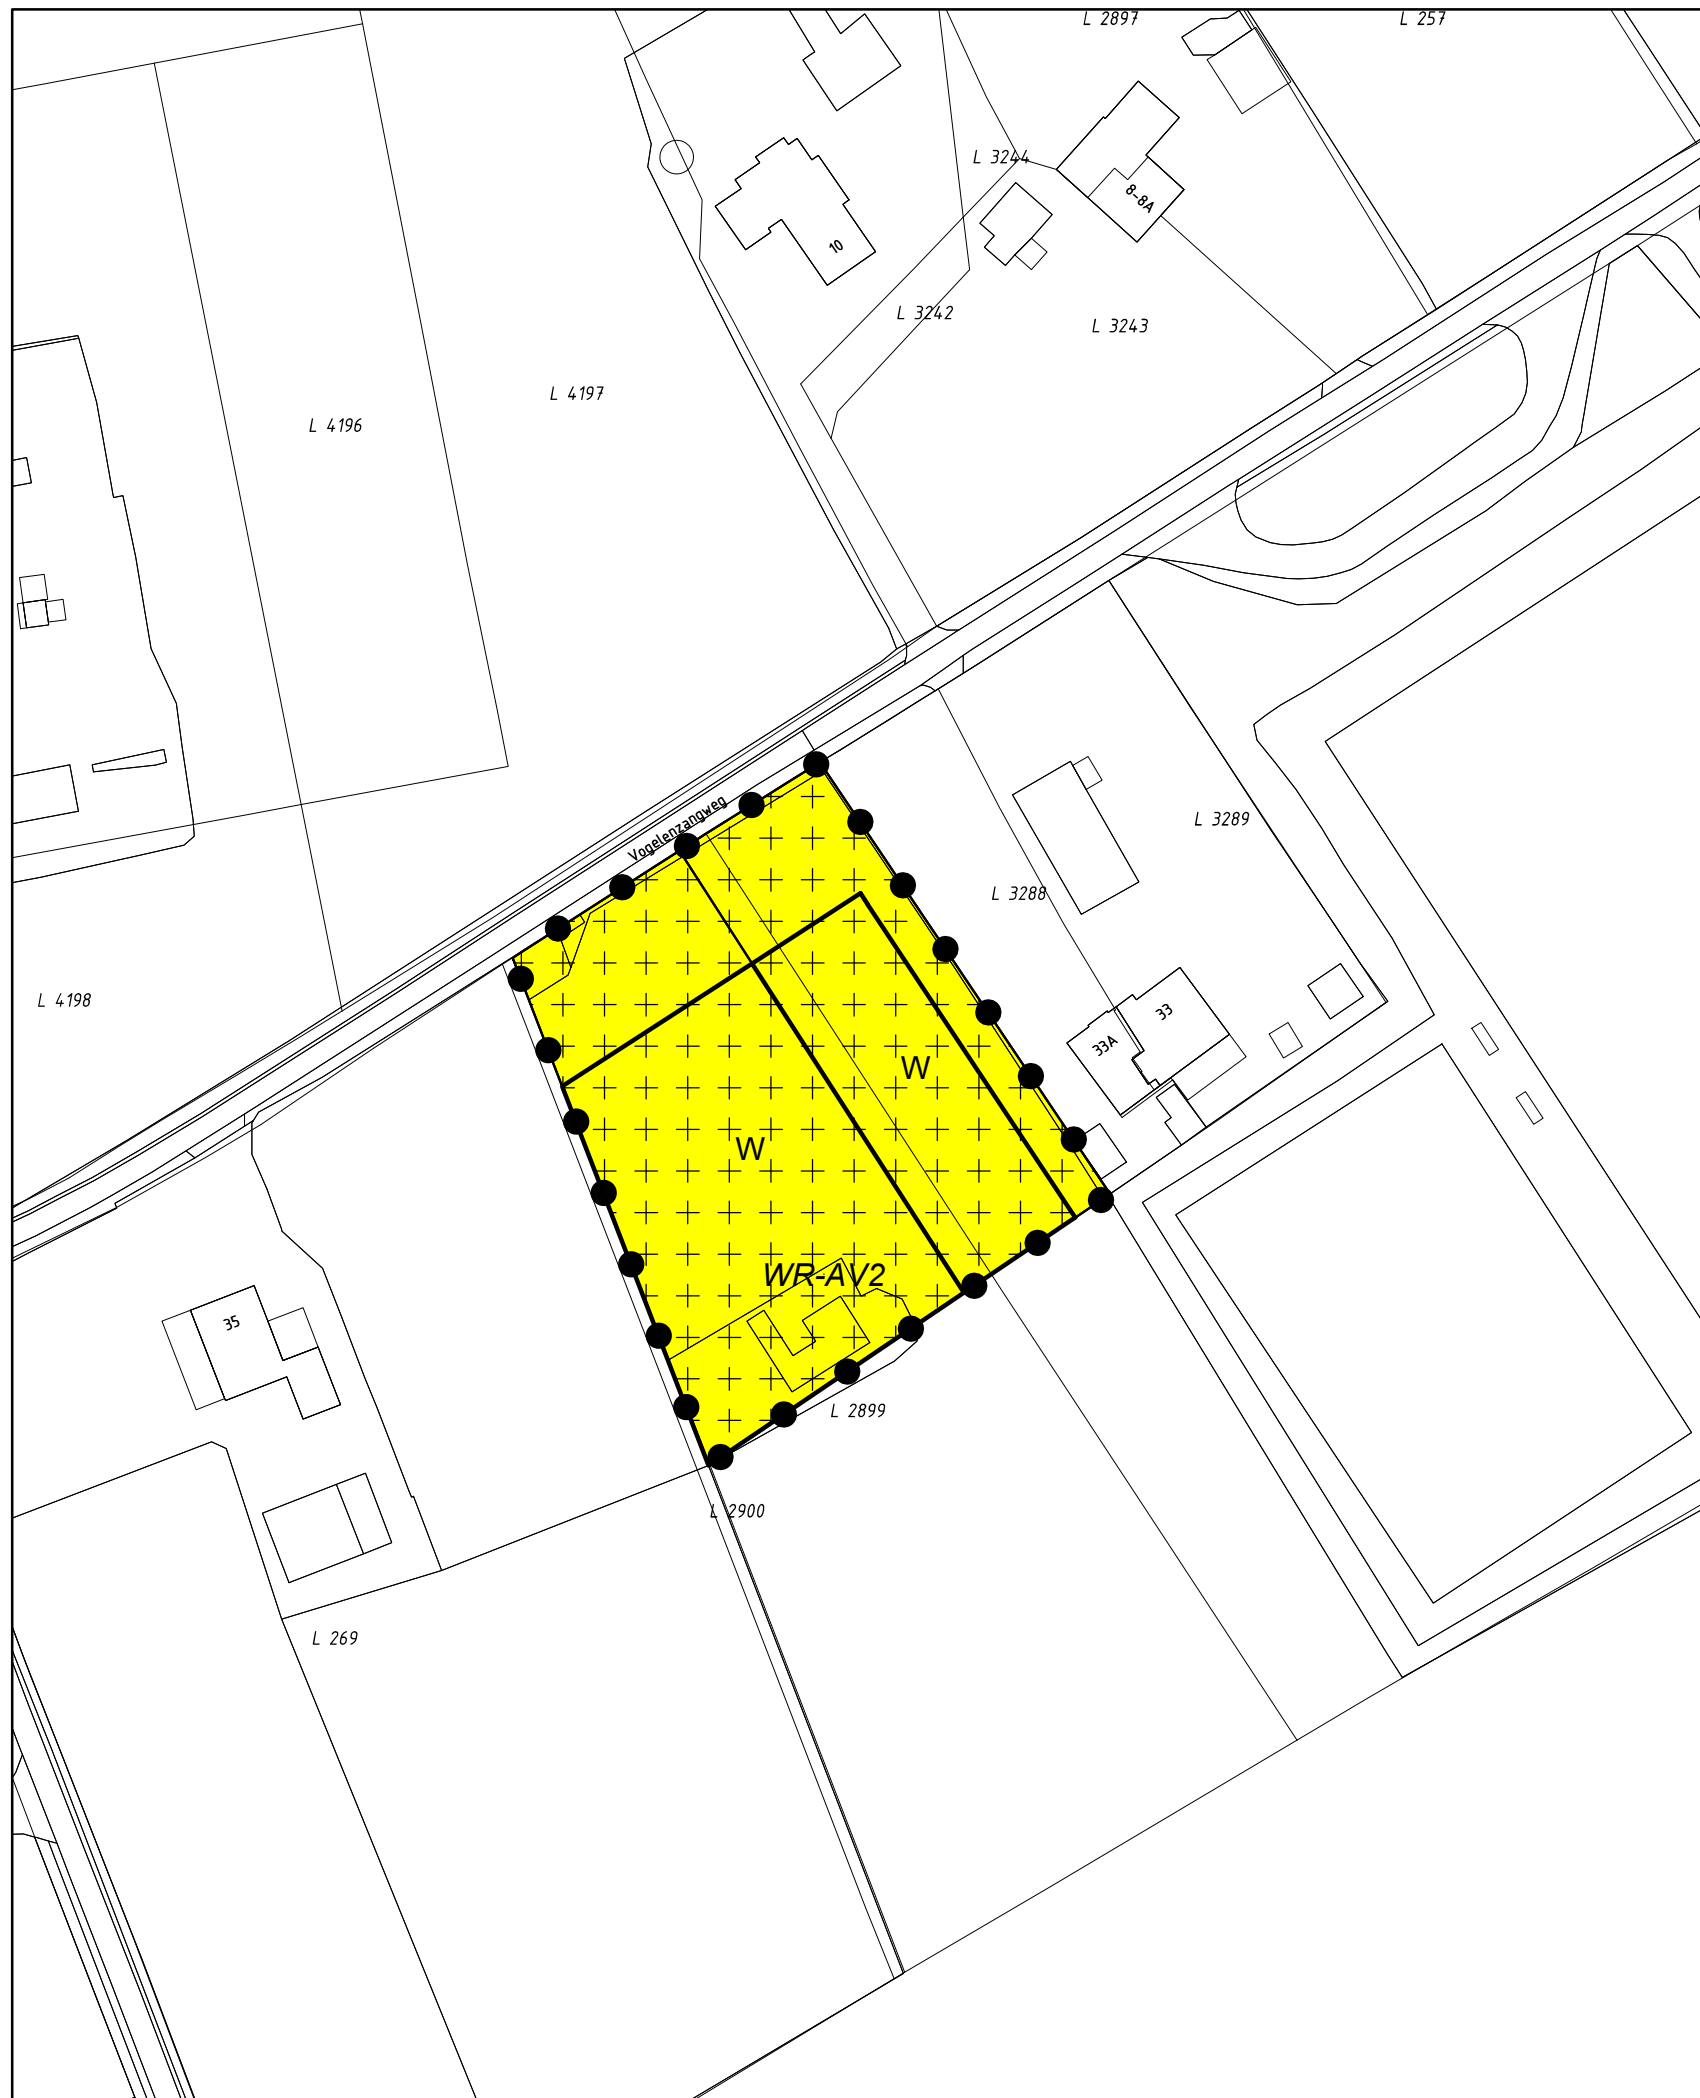 L 2897
L 257
L 3244
8-8A
10
L 3242
L 3243
L 4197
L 4196
Vogelenzangweg
L 3289
L 3288
L 4198
33
33A
W
W
WR-AV2
35
L 2899
L 2900
L 269